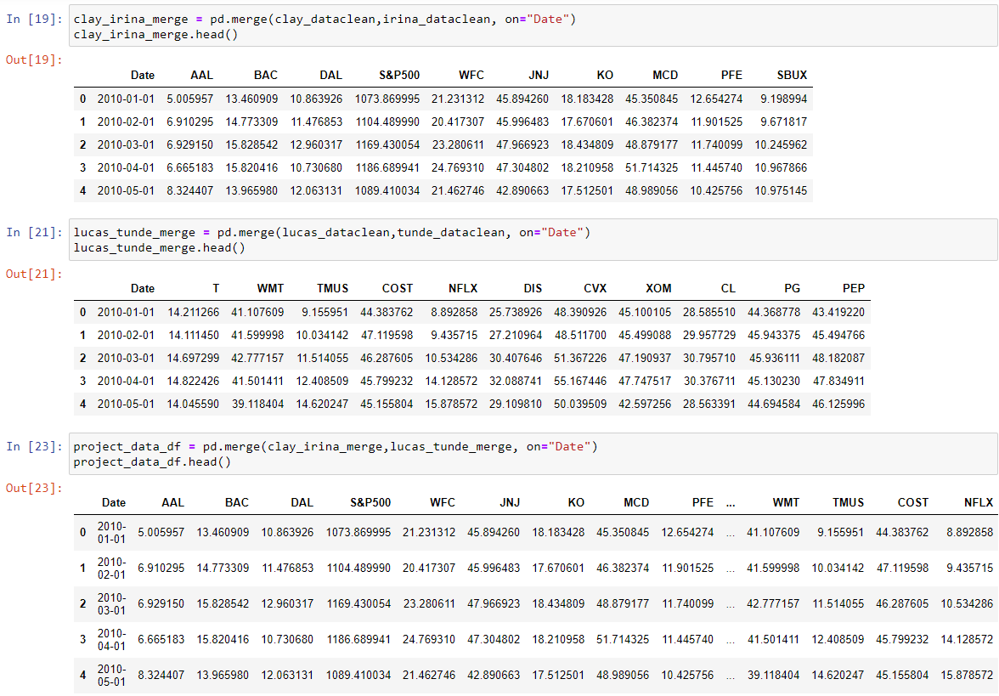 In [19]: clay_irina_merge = pd.merge(clay_dataclean,irina_dataclean, on="Date")
clay_irina_merge.head()
Out[19]:
Date AAL BAC DAL S&P500 WFC JNJ KO MCD PFE SBUX
0 2010-01-01 5.005957 13.460909 10.863926 1073.869995 21.231312 45.894260 18.183428 45.350845 12.654274 9.198994
1 2010-02-01 6.910295 14.773309 11.476853 1104.489990 20.417307 45.996483 17.670601 46.382374 11.901525 9.671817
2 2010-03-01 6.929150 15.828542 12.960317 1169.430054 23.280611 47.966923 18.434809 48.879177 11.740099 10.245962
3 2010-04-01 6.665183 15.820416 10.730680 1186.689941 24.769310 47.304802 18.210958 51.714325 11.445740 10.967866
4 2010-05-01 8.324407 13.965980 12.063131 1089.410034 21.462746 42.890663 17.512501 48.989056 10.425756 10.975145
In [21]: lucas_tunde_merge = pd.merge(lucas_dataclean,tunde_dataclean, on="Date")
lucas_tunde_merge.head()
Out[21]:
Date T WMT TMUS COST NFLX DIS CVX XOM CL PG PEP
0 2010-01-01 14.211266 41.107609 9.155951 44.383762 8.892858 25.738926 48.390926 45.100105 28.585510 44.368778 43.419220
1 2010-02-01 14.111450 41.599998 10.034142 47.119598 9.435715 27.210964 48.511700 45.499088 29.957729 45.943375 45.494766
2 2010-03-01 14.697299 42.777157 11.514055 46.287605 10.534286 30.407646 51.367226 47.190937 30.795710 45.936111 48.182087
3 2010-04-01 14.822426 41.501411 12.408509 45.799232 14.128572 32.088741 55.167446 47.747517 30.376711 45.130230 47.834911
4 2010-05-01 14.045590 39.118404 14.620247 45.155804 15.878572 29.109810 50.039509 42.597256 28.563391 44.694584 46.125996
In [23]: project_data_df = pd.merge(clay_irina_merge,lucas_tunde_merge, on="Date")
project_data_df.head()
Out[23]:
Date AAL BAC DAL S&P500 WFC JNJ KO MCD PFE ... WMT TMUS COST NFLX
0 2010-01-01 5.005957 13.460909 10.863926 1073.869995 21.231312 45.894260 18.183428 45.350845 12.654274 ... 41.107609 9.155951 44.383762 8.892858
1 2010-02-01 6.910295 14.773309 11.476853 1104.489990 20.417307 45.996483 17.670601 46.382374 11.901525 ... 41.599998 10.034142 47.119598 9.435715
2 2010-03-01 6.929150 15.828542 12.960317 1169.430054 23.280611 47.966923 18.434809 48.879177 11.740099 ... 42.777157 11.514055 46.287605 10.534286
3 2010-04-01 6.665183 15.820416 10.730680 1186.689941 24.769310 47.304802 18.210958 51.714325 11.445740 ... 41.501411 12.408509 45.799232 14.128572
4 2010-05-01 8.324407 13.965980 12.063131 1089.410034 21.462746 42.890663 17.512501 48.989056 10.425756 ... 39.118404 14.620247 45.155804 15.878572